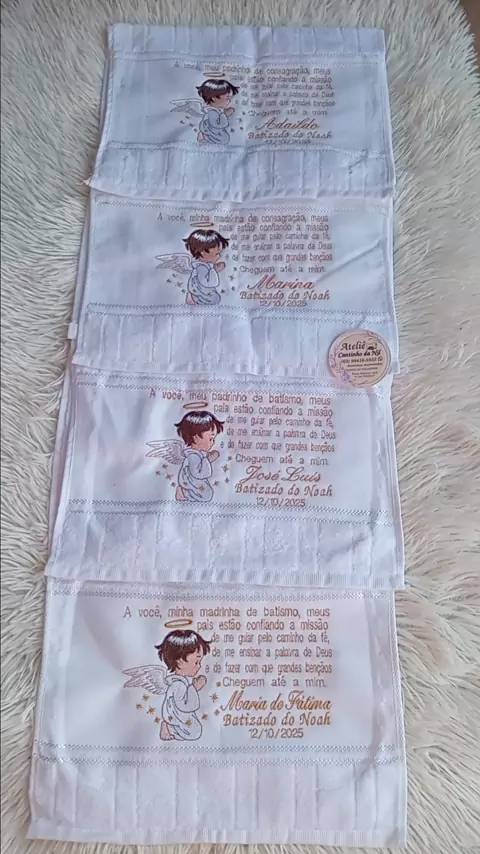 A você, meu padrinho de consagração, meus
pais estão confiando a missão
de me guiar pelo caminho da fé,
de me ensinar a palavra de Deus
e de fazer com que grandes bençãos
Cheguem até a mim.
Adaildo
Batizado do Noah
12/10/2025
A você, minha madrinha de consagração, meus
pais estão confiando a missão
de me guiar pelo caminho da fé,
de me ensinar a palavra de Deus
e de fazer com que grandes bençãos
Cheguem até a mim.
Marina
Batizado do Noah
12/10/2025
Ateliê
Cantinho da Nil
A você, meu padrinho de batismo, meus
pais estão confiando a missão
de me guiar pelo caminho da fé,
de me ensinar a palavra de Deus
e de fazer com que grandes bençãos
Cheguem até a mim.
José Luis
Batizado do Noah
12/10/2025
A você, minha madrinha de batismo, meus
pais estão confiando a missão
de me guiar pelo caminho da fé,
de me ensinar a palavra de Deus
e de fazer com que grandes bençãos
Cheguem até a mim.
Maria de Fátima
Batizado do Noah
12/10/2025